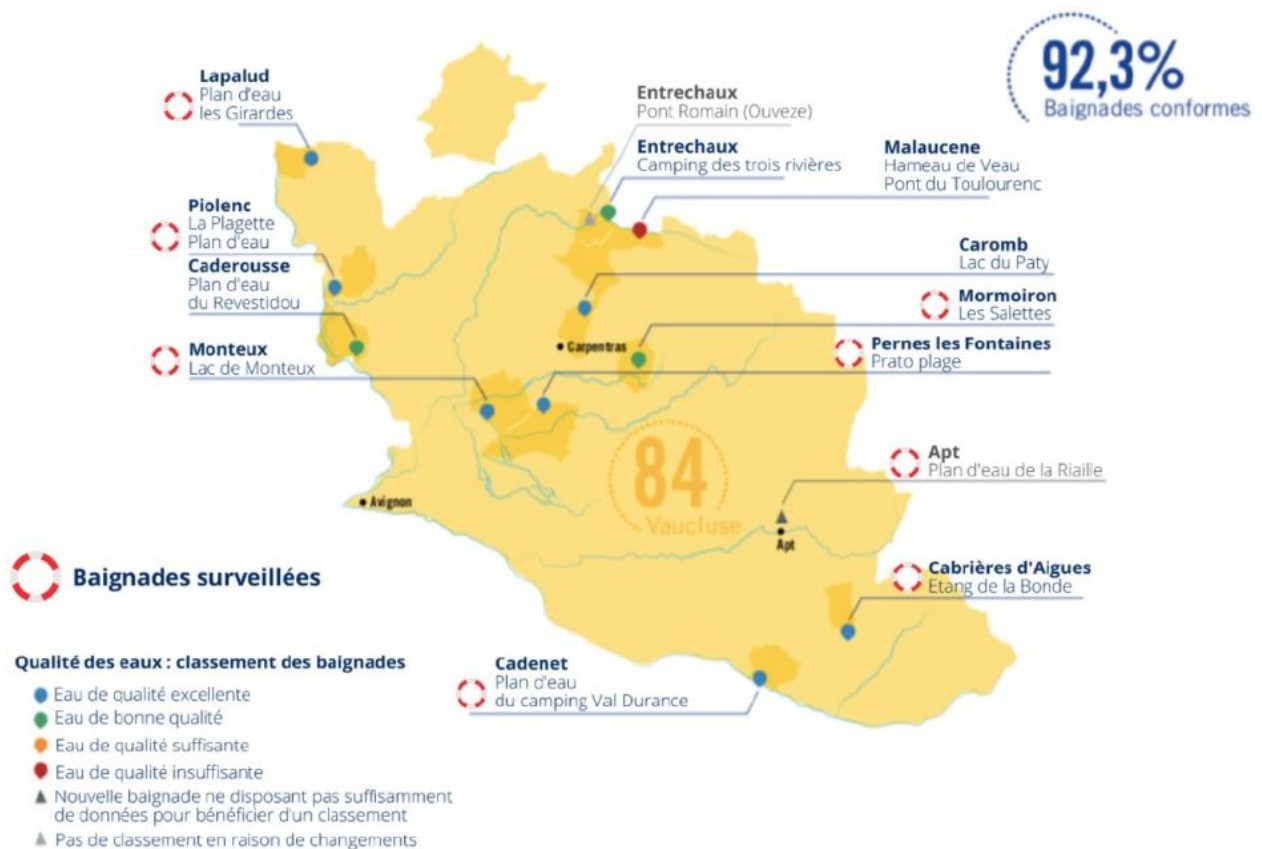 92,3%
Baignades conformes
Lapalud
Plan d'eau
les Girardes
Entrechaux
Pont Romain (Ouveze)
Entrechaux
Camping des trois rivières
Malaucene
Hameau de Veau
Pont du Toulourenc
Piolenc
La Plagette
Plan d'eau
Caderousse
Plan d'eau
du Revestidou
Caromb
Lac du Paty
Mormoiron
Les Salettes
Monteux
Lac de Monteux
Carpentras
Pernes les Fontaines
Prato plage
84
Vaucluse
Apt
Plan d'eau de la Riaille
Avignon
Apt
Baignades surveillées
Cabrières d'Aigues
Etang de la Bonde
Cadenet
Plan d'eau
du camping Val Durance
Qualité des eaux : classement des baignades
Eau de qualité excellente
Eau de bonne qualité
Eau de qualité suffisante
Eau de qualité insuffisante
Nouvelle baignade ne disposant pas suffisamment
de données pour bénéficier d'un classement
Pas de classement en raison de changements